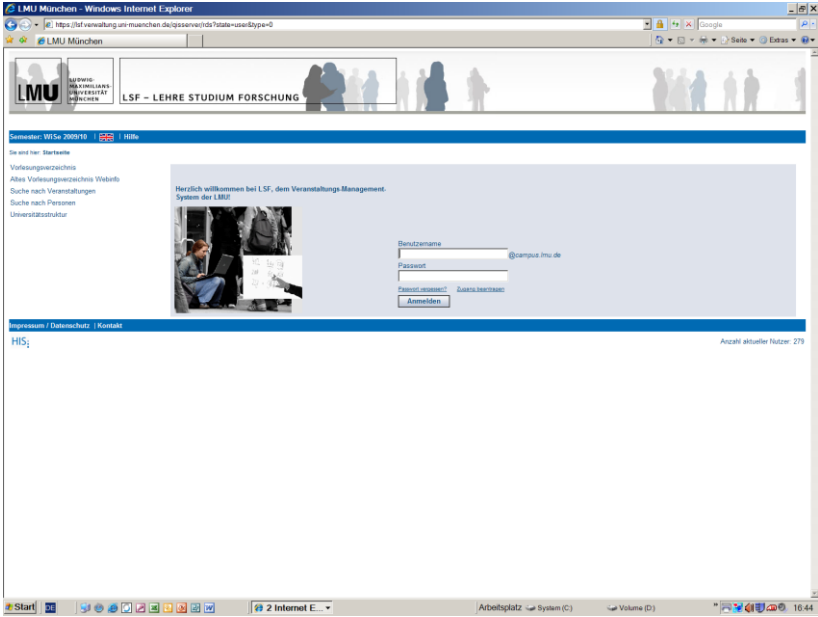 LMU München - Windows Internet Explorer
https://lsf.verwaltung.uni-muenchen.de/qisserver/rds?state=user&type=0
Google
LMU München
Seite
Extras
LMU
LUDWIG-
MAXIMILIANS-
UNIVERSITÄT
MÜNCHEN
LSF – LEHRE STUDIUM FORSCHUNG
Semester: WiSe 2009/10 | | Hilfe
Sie sind hier: Startseite
Vorlesungsverzeichnis
Altes Vorlesungsverzeichnis Webinfo
Suche nach Veranstaltungen
Suche nach Personen
Universitätsstruktur
Herzlich willkommen bei LSF, dem Veranstaltungs-Management-
System der LMU!
Benutzername
@campus.lmu.de
Passwort
Passwort vergessen? Zugang beantragen
Anmelden
Impressum / Datenschutz | Kontakt
HIS
Anzahl aktueller Nutzer: 279
Start DE 2 Internet E... Arbeitsplatz System (C:) Volume (D:) 16:44